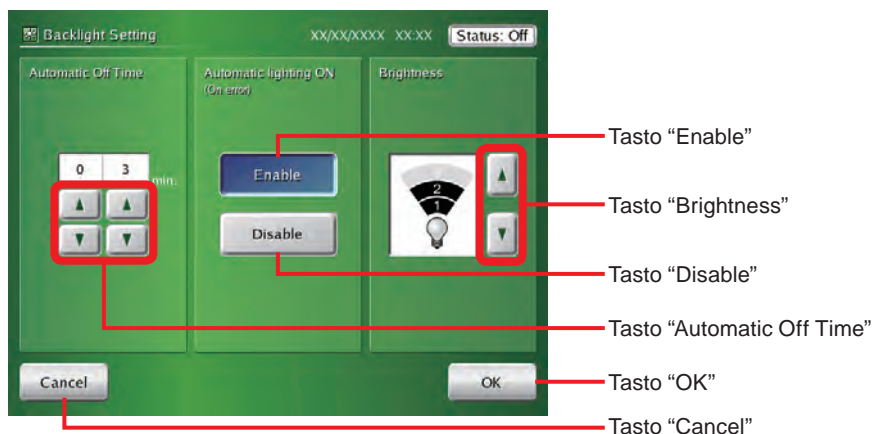 Backlight Setting
XX/XX/XXXX XX:XX
Status: Off
Automatic Off Time
Automatic lighting ON
(On error)
Brightness
0 3 min.
Enable
Disable
2
1
Cancel
OK
Tasto “Enable”
Tasto “Brightness”
Tasto “Disable”
Tasto “Automatic Off Time”
Tasto “OK”
Tasto “Cancel”